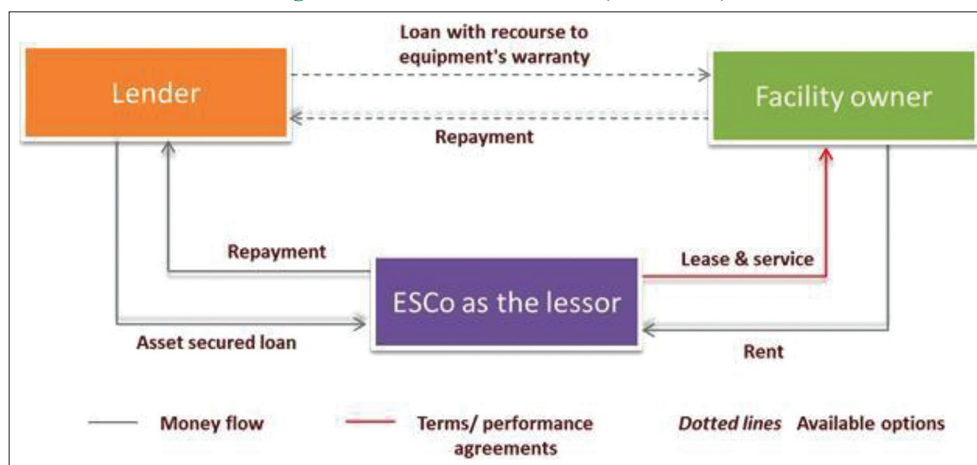 Loan with recourse to
equipment's warranty
Lender
Facility owner
Repayment
Repayment
Lease & service
ESCo as the lessor
Asset secured loan
Rent
Money flow
Terms/ performance
agreements
Dotted lines Available options